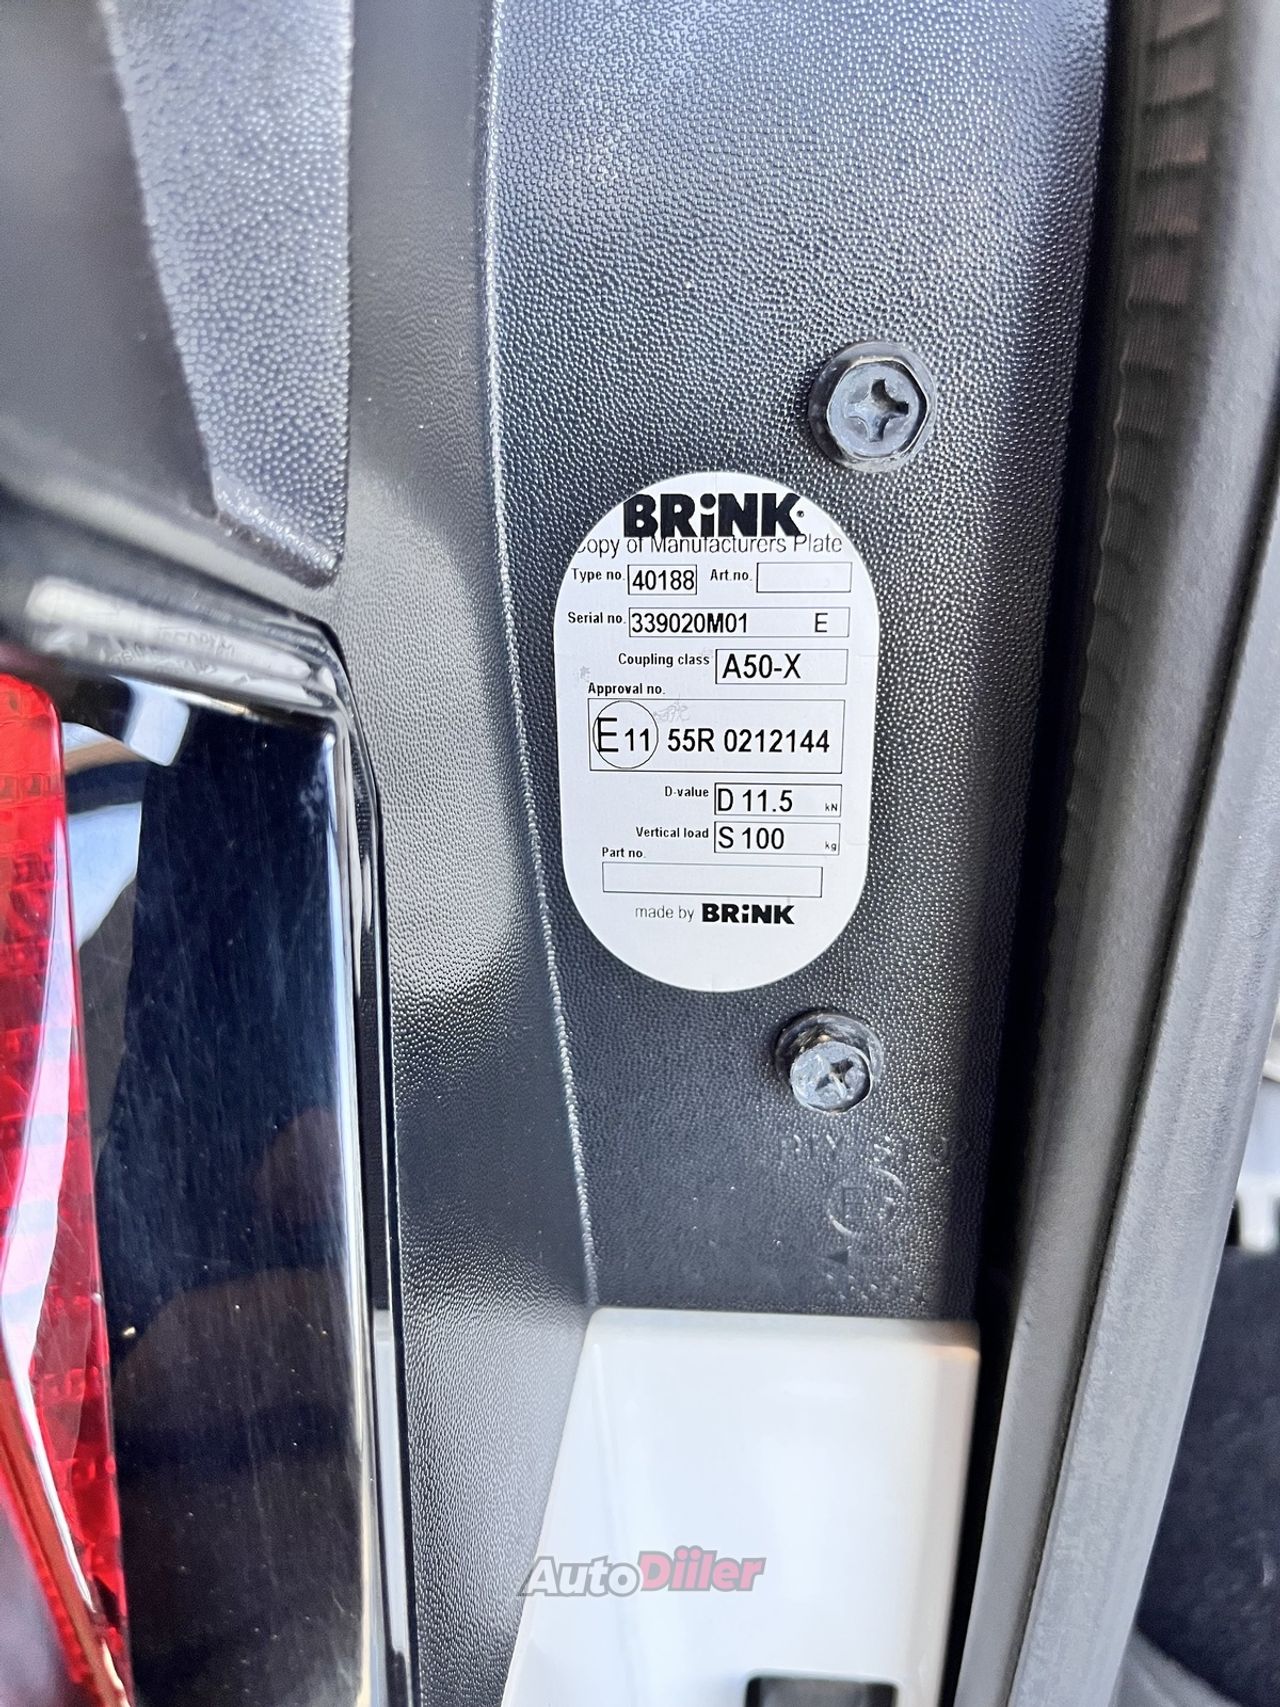 BRiNK
Copy of Manufacturers Plate
Type no. 40188 Art.no.
Serial no. 339020M01 E
Coupling class A50-X
Approval no.
E11 55R 0212144
D-value D 11.5 kN
Vertical load S 100 kg
Part no.
made by BRiNK
AutoDiiler